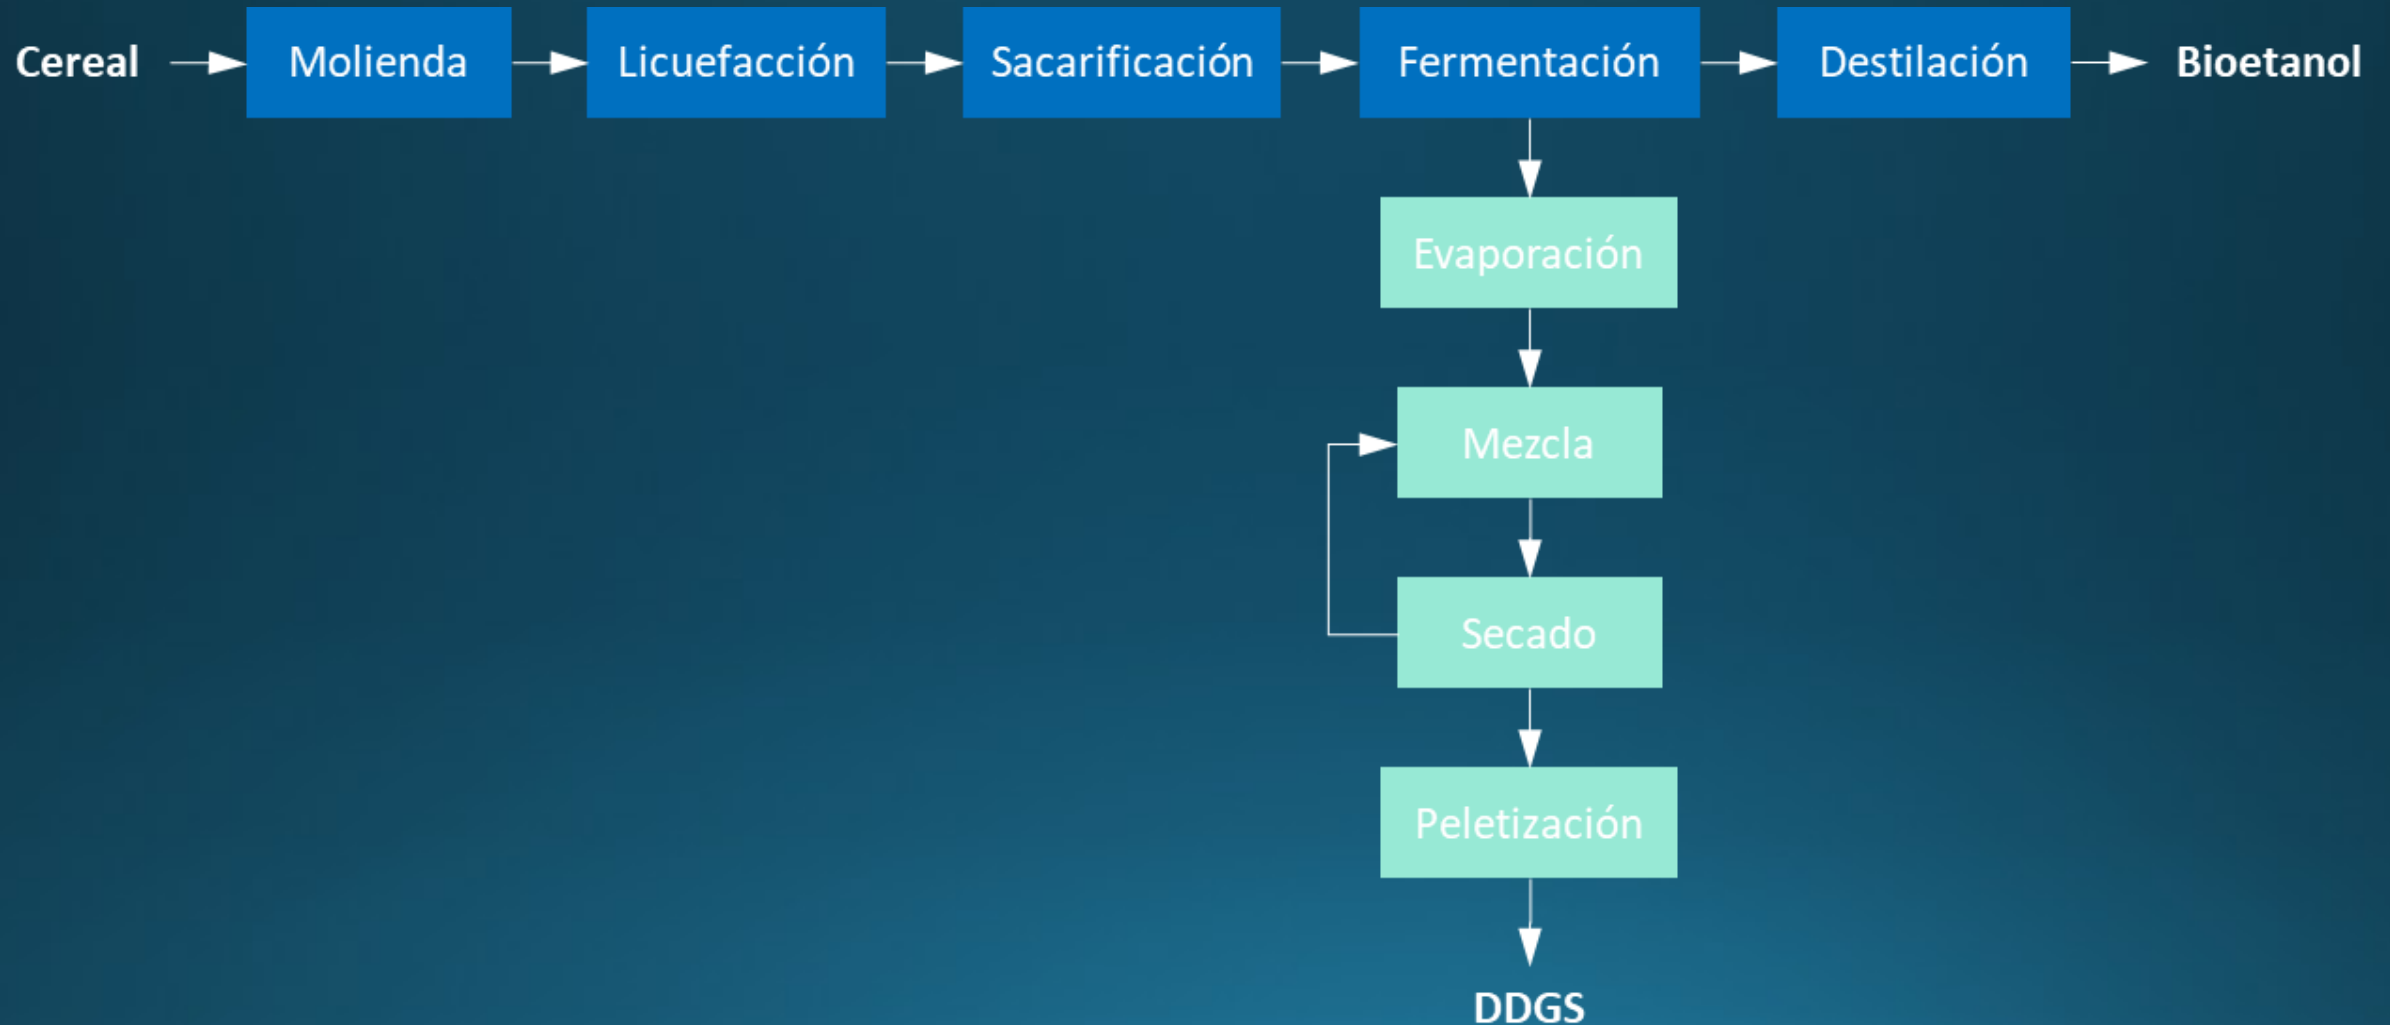 Cereal
Molienda
Licuefacción
Sacarificación
Fermentación
Destilación
Bioetanol
Evaporación
Mezcla
Secado
Peletización
DDGS